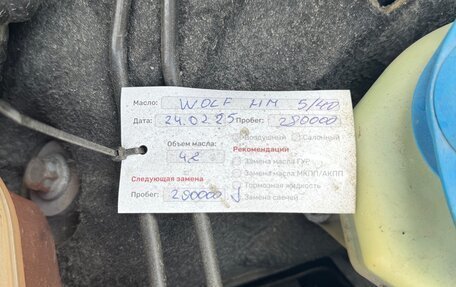 Масло: WOLF HM 5/40
Дата: 24.02.25 Пробег: 280000
Воздушный Салонный
Объем масла: Рекомендации
4.2 Замена масла ГУР
Замена масла МКПП/АКПП
Следующая замена Тормозная жидкость
Пробег: 290000 Замена свечей